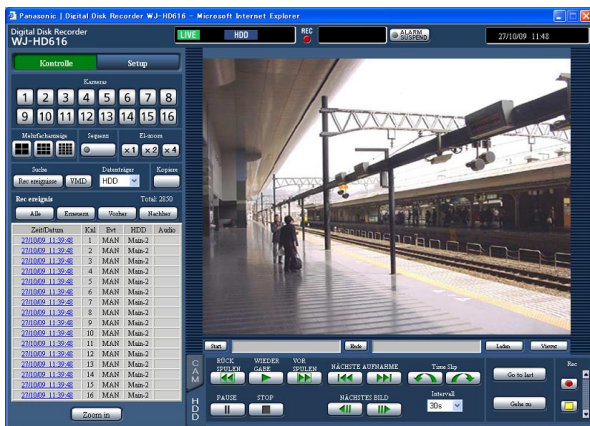 Panasonic | Digital Disk Recorder WJ-HD616 - Microsoft Internet Explorer
Digital Disk Recorder
WJ-HD616
LIVE HDD REC ALARM SUSPEND 27/10/09 11:48
Kontrolle Setup
Kameras
1 2 3 4 5 6 7 8
9 10 11 12 13 14 15 16
Mehrfachanzeige Sequenz El-zoom
x1 x2 x4
Suche Datenträger Kopiere
Rec ereignisse VMD HDD
Rec ereignis Total: 2850
Alle Erneuern Vorher Nachher
Zeit/Datum Kal Evt HDD Audio
27/10/09 11:39:48 1 MAN Main-2
27/10/09 11:39:48 2 MAN Main-2
27/10/09 11:39:48 3 MAN Main-2
27/10/09 11:39:48 4 MAN Main-2
27/10/09 11:39:48 5 MAN Main-2
27/10/09 11:39:48 6 MAN Main-2
27/10/09 11:39:48 7 MAN Main-2
27/10/09 11:39:48 8 MAN Main-2
27/10/09 11:39:48 9 MAN Main-2
27/10/09 11:39:48 10 MAN Main-2
27/10/09 11:39:48 11 MAN Main-2
27/10/09 11:39:48 12 MAN Main-2
27/10/09 11:39:48 13 MAN Main-2
27/10/09 11:39:48 14 MAN Main-2
27/10/09 11:39:48 15 MAN Main-2
27/10/09 11:39:48 16 MAN Main-2
Zoom in
Start Ende Laden Viewer
CAM
HDD
RÜCK SPULEN WIEDER GABE VOR SPULEN NÄCHSTE AUFNAHME Time Slip Go to last Rec
PAUSE STOP NÄCHSTES BILD Intervall 30s Gehe zu